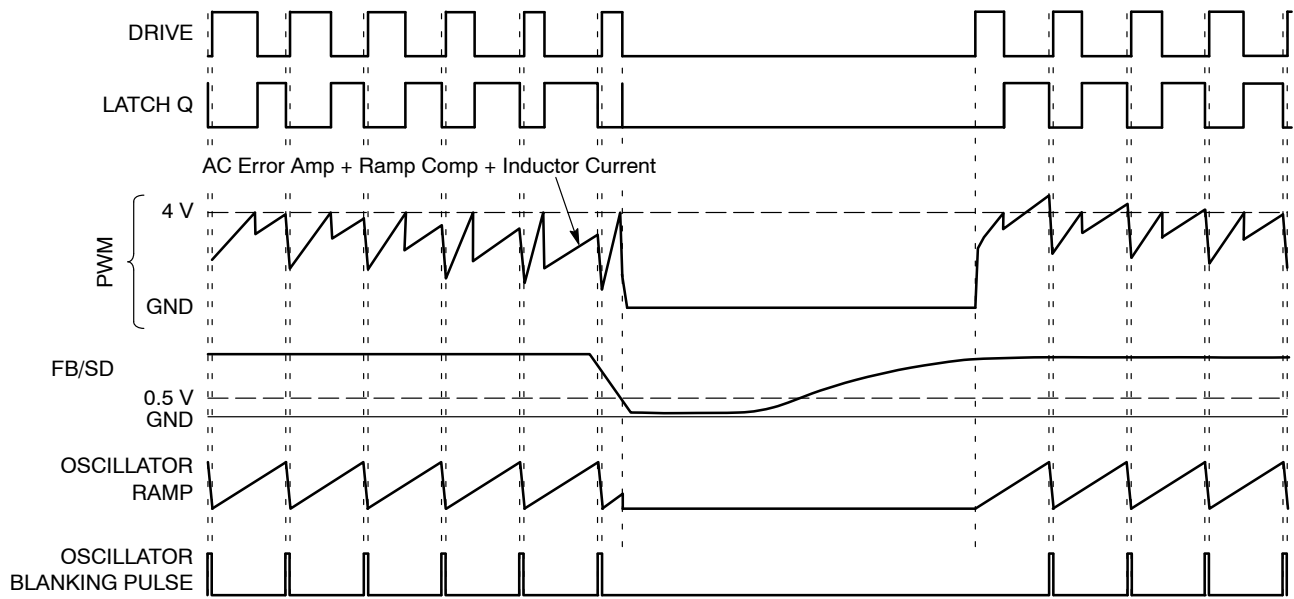 DRIVE
LATCH Q
AC Error Amp + Ramp Comp + Inductor Current
4 V
PWM
GND
FB/SD
0.5 V
GND
OSCILLATOR
RAMP
OSCILLATOR
BLANKING PULSE